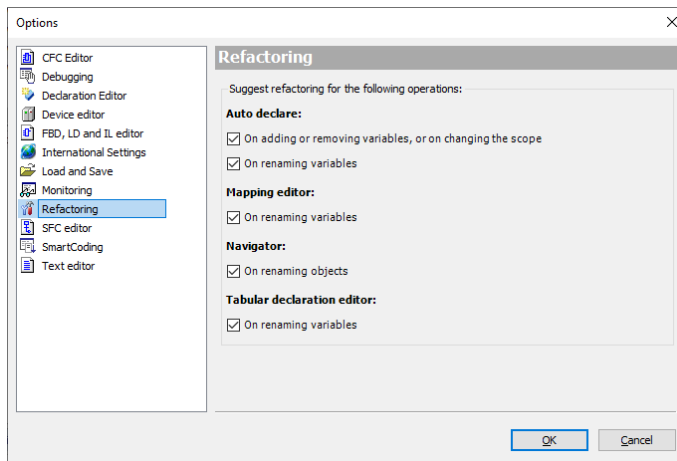 Options
CFC Editor
Debugging
Declaration Editor
Device editor
FBD, LD and IL editor
International Settings
Load and Save
Monitoring
Refactoring
SFC editor
SmartCoding
Text editor
Refactoring
Suggest refactoring for the following operations:
Auto declare:
On adding or removing variables, or on changing the scope
On renaming variables
Mapping editor:
On renaming variables
Navigator:
On renaming objects
Tabular declaration editor:
On renaming variables
OK
Cancel